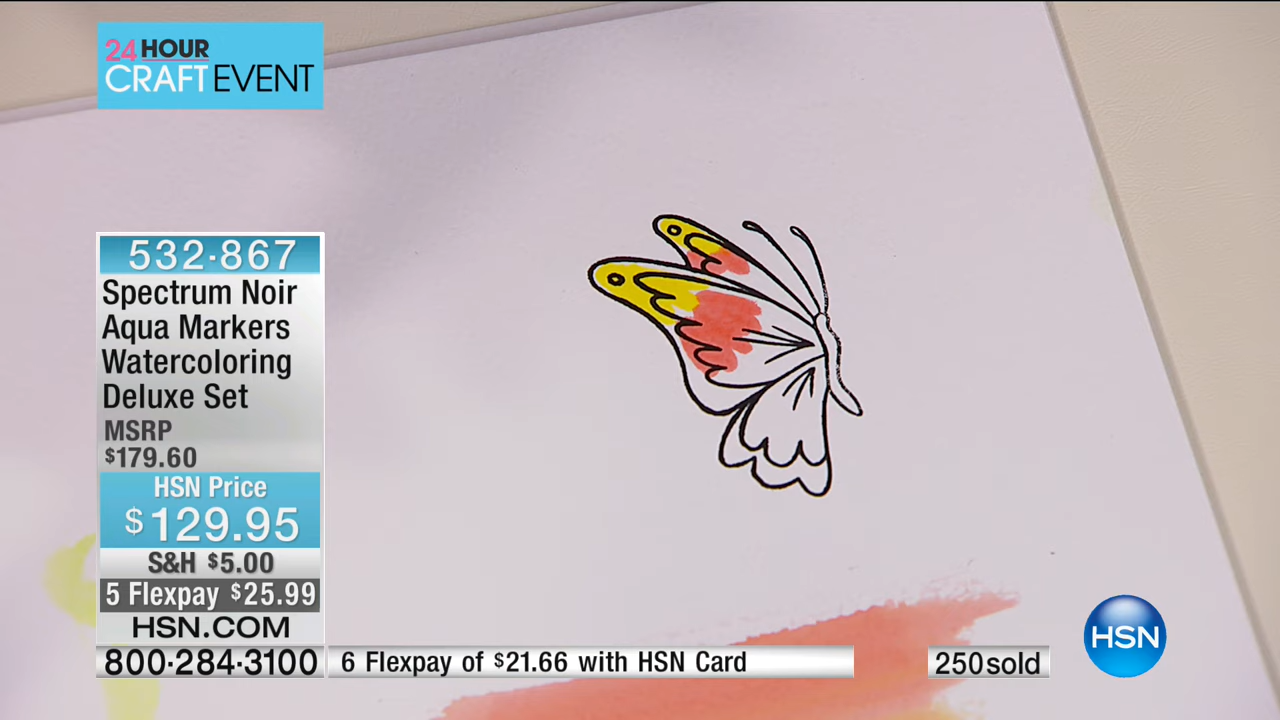 24 HOUR
CRAFT EVENT
532-867
Spectrum Noir
Aqua Markers
Watercoloring
Deluxe Set
MSRP
$179.60
HSN Price
$129.95
S&H $5.00
5 Flexpay $25.99
HSN.COM
800-284-3100
6 Flexpay of $21.66 with HSN Card
250 sold
HSN